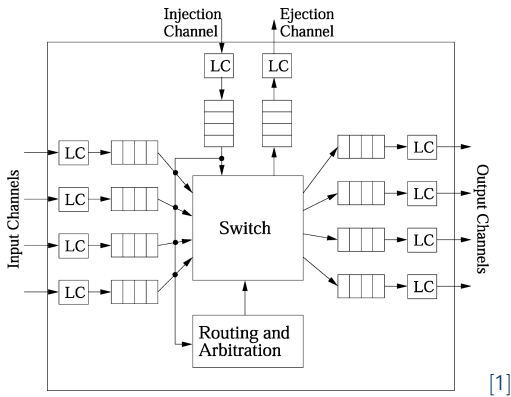 Injection
Channel
Ejection
Channel
LC
LC
Input Channels
LC
LC
LC
LC
Switch
Routing and
Arbitration
LC
LC
LC
LC
Output Channels
[1]